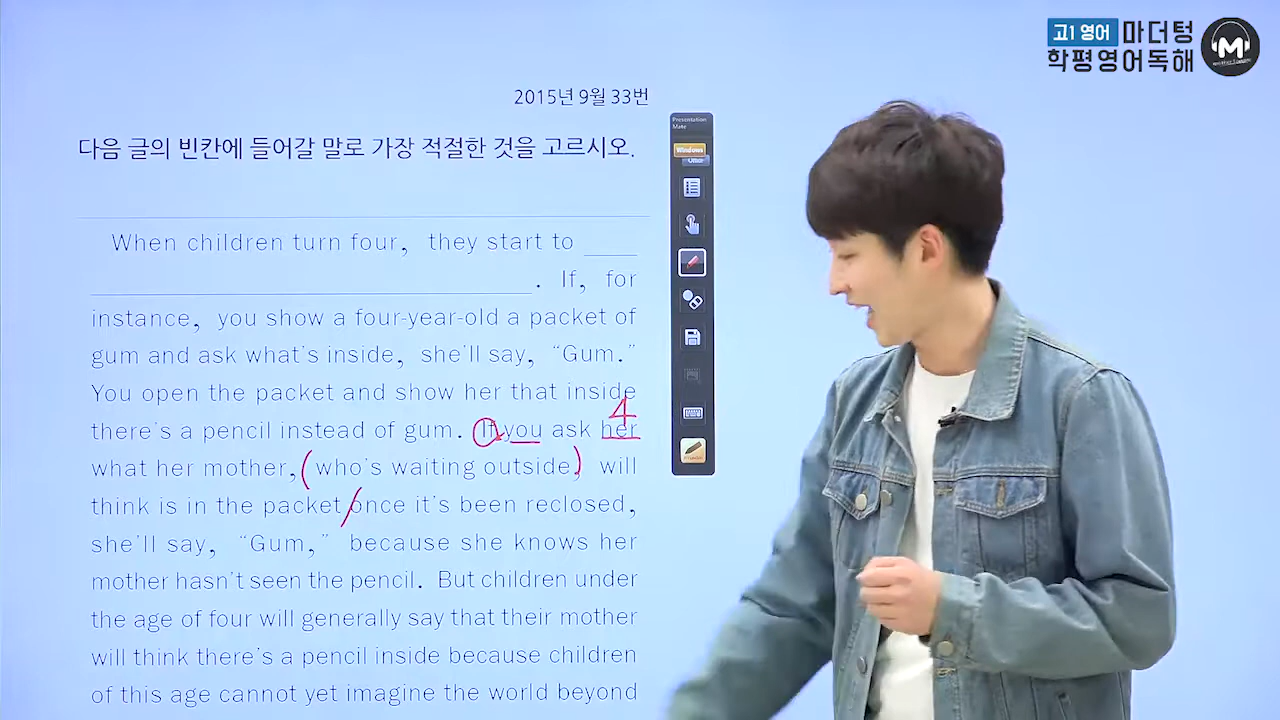 고1 영어 마더텅
학평영어독해
M
2015년 9월 33번
다음 글의 빈칸에 들어갈 말로 가장 적절한 것을 고르시오.
Presentation
Mate
Windows
When children turn four, they start to ____
____. If, for
instance, you show a four-year-old a packet of
gum and ask what's inside, she'll say, “Gum.”
You open the packet and show her that inside
4
there's a pencil instead of gum. If you ask her
what her mother, (who's waiting outside,) will
think is in the packet / once it's been reclosed,
she'll say, “Gum,” because she knows her
mother hasn't seen the pencil. But children under
the age of four will generally say that their mother
will think there's a pencil inside because children
of this age cannot yet imagine the world beyond